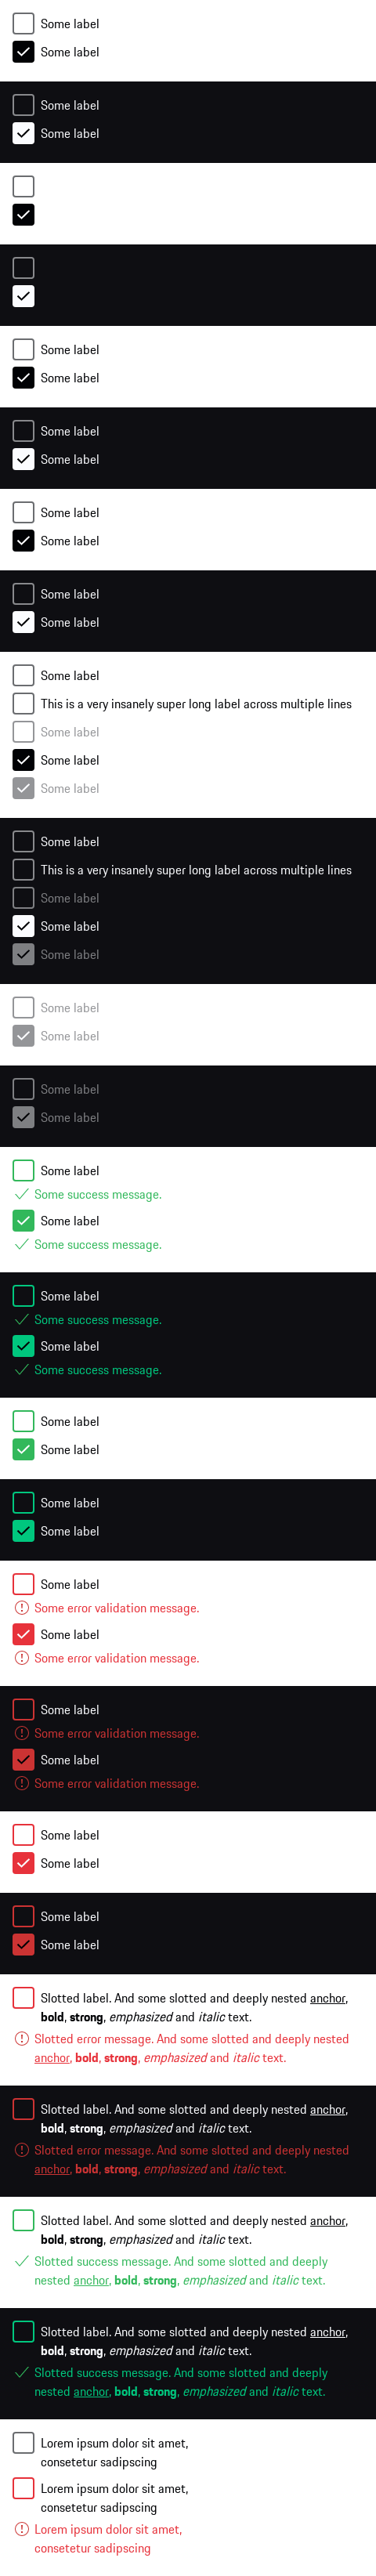 Some label
Some label
Some label
Some label
Some label
Some label
Some label
Some label
Some label
Some label
Some label
Some label
Some label
This is a very insanely super long label across multiple lines
Some label
Some label
Some label
Some label
This is a very insanely super long label across multiple lines
Some label
Some label
Some label
Some label
Some label
Some label
Some label
Some label
Some success message.
Some label
Some success message.
Some label
Some success message.
Some label
Some success message.
Some label
Some label
Some label
Some label
Some label
Some error validation message.
Some label
Some error validation message.
Some label
Some error validation message.
Some label
Some error validation message.
Some label
Some label
Some label
Some label
Slotted label. And some slotted and deeply nested anchor,
bold, strong, emphasized and italic text.
Slotted error message. And some slotted and deeply nested
anchor, bold, strong, emphasized and italic text.
Slotted label. And some slotted and deeply nested anchor,
bold, strong, emphasized and italic text.
Slotted error message. And some slotted and deeply nested
anchor, bold, strong, emphasized and italic text.
Slotted label. And some slotted and deeply nested anchor,
bold, strong, emphasized and italic text.
Slotted success message. And some slotted and deeply
nested anchor, bold, strong, emphasized and italic text.
Slotted label. And some slotted and deeply nested anchor,
bold, strong, emphasized and italic text.
Slotted success message. And some slotted and deeply
nested anchor, bold, strong, emphasized and italic text.
Lorem ipsum dolor sit amet,
consetur sadipscing
Lorem ipsum dolor sit amet,
consetur sadipscing
Lorem ipsum dolor sit amet,
consetetur sadipscing